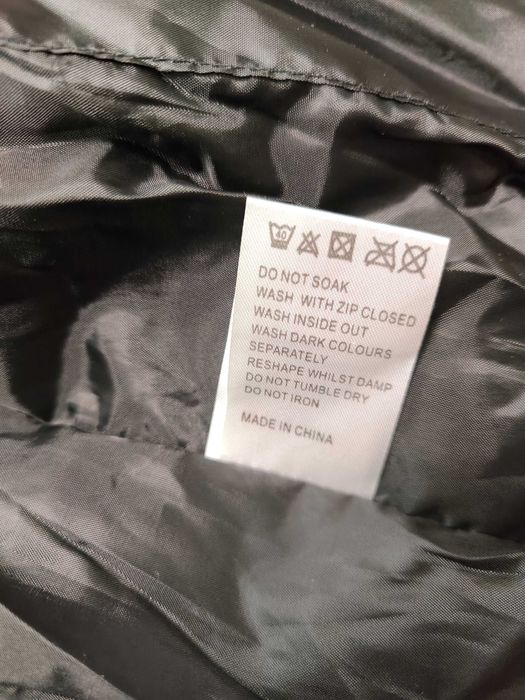 40
DO NOT SOAK
WASH WITH ZIP CLOSED
WASH INSIDE OUT
WASH DARK COLOURS
SEPARATELY
RESHAPE WHILST DAMP
DO NOT TUMBLE DRY
DO NOT IRON
MADE IN CHINA